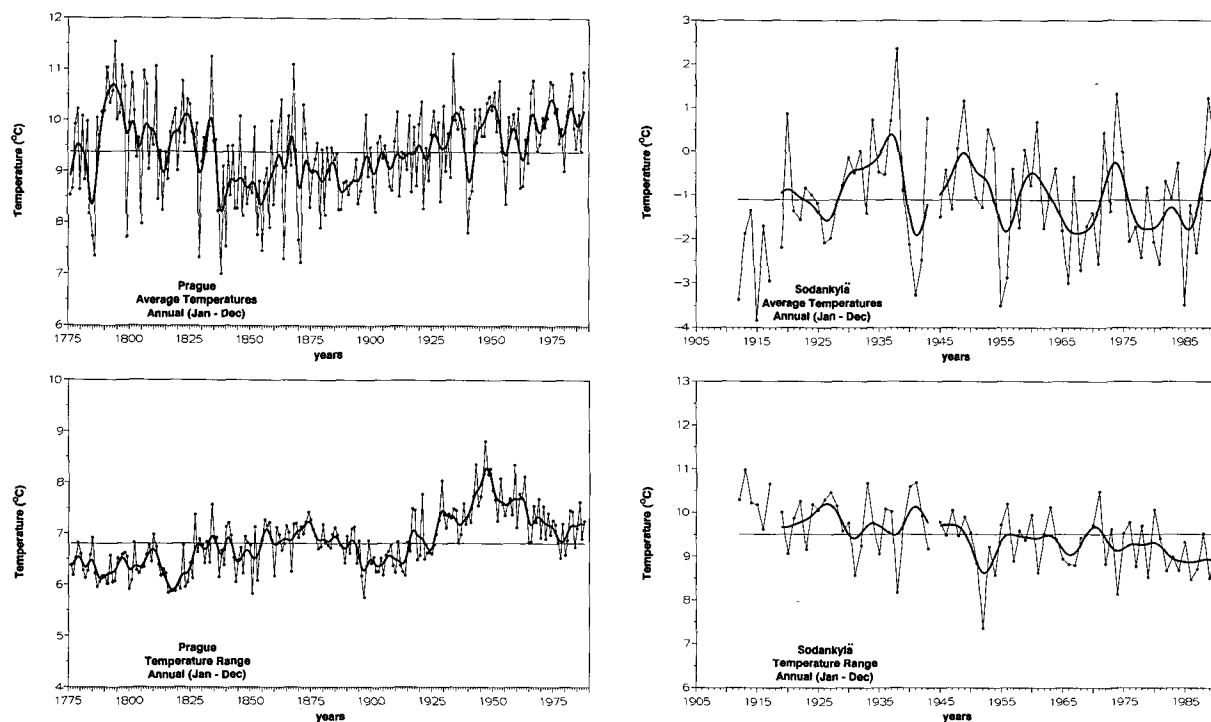 12
11
10
9
8
7
6
Temperature (°C)
Prague
Average Temperatures
Annual (Jan - Dec)
1775 1800 1825 1850 1875 1900 1925 1950 1975
years
3
2
1
0
-1
-2
-3
-4
Temperature (°C)
Sodankylä
Average Temperatures
Annual (Jan - Dec)
1905 1915 1925 1935 1945 1955 1965 1975 1985
years
10
9
8
7
6
5
4
Temperature (°C)
Prague
Temperature Range
Annual (Jan - Dec)
1775 1800 1825 1850 1875 1900 1925 1950 1975
years
13
12
11
10
9
8
7
6
Temperature (°C)
Sodankylä
Temperature Range
Annual (Jan - Dec)
1905 1915 1925 1935 1945 1955 1965 1975 1985
years